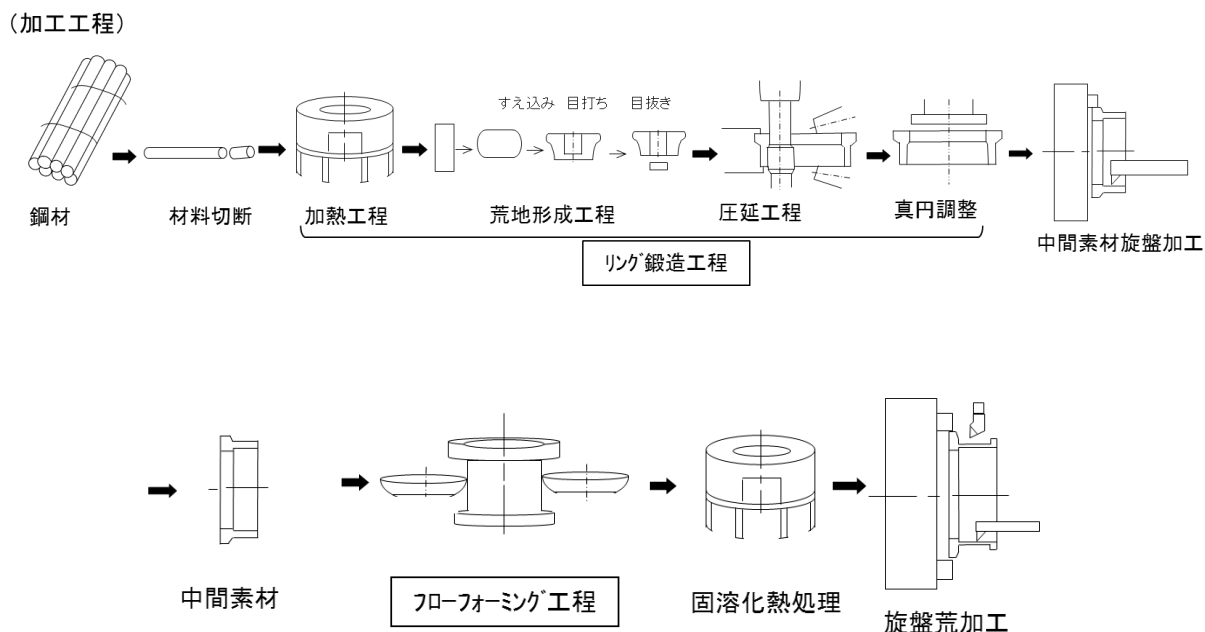 (加工工程)
すえ込み 目打ち 目抜き
鋼材
材料切断
加熱工程
荒地形成工程
圧延工程
真円調整
中間素材旋盤加工
リング鍛造工程
中間素材
フローフォーミング工程
固溶化熱処理
旋盤荒加工